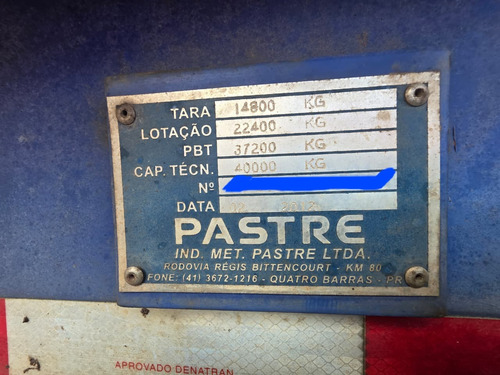 TARA 14800 KG
LOTAÇÃO 22400 KG
PBT 37200 KG
CAP. TÉCN. 40000 KG
Nº
DATA
PASTRE
IND. MET. PASTRE LTDA.
RODOVIA RÉGIS BITTENCOURT - KM 80
FONE: (41) 3672-1216 - QUATRO BARRAS - PR
APROVADO DENATRAN